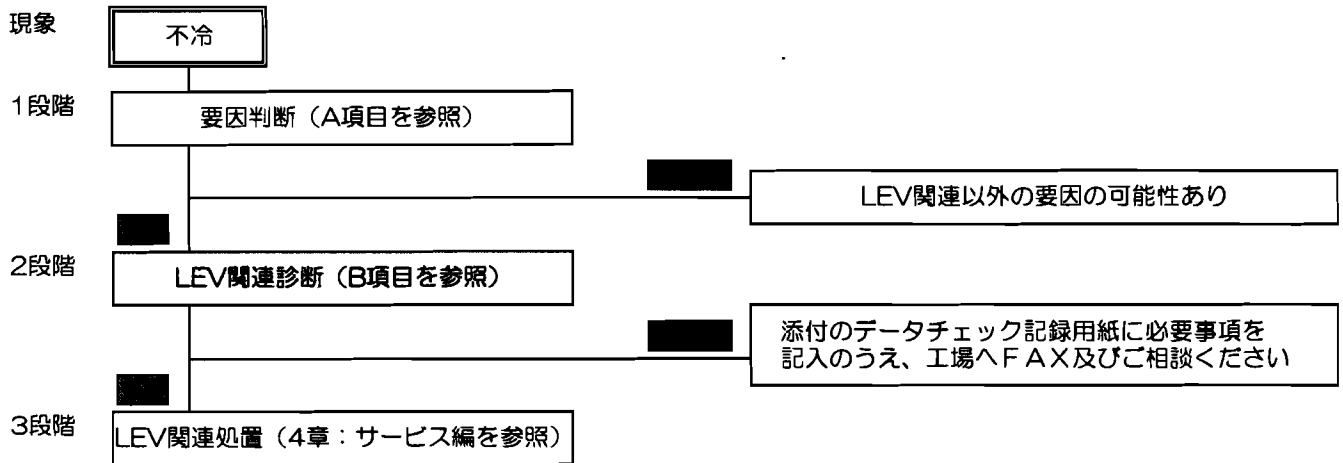 現象
不冷
1段階
要因判断（A項目を参照）
LEV関連以外の要因の可能性あり
2段階
LEV関連診断（B項目を参照）
添付のデータチェック記録用紙に必要事項を
記入のうえ、工場へＦＡＸ及びご相談ください
3段階
LEV関連処置（4章：サービス編を参照）